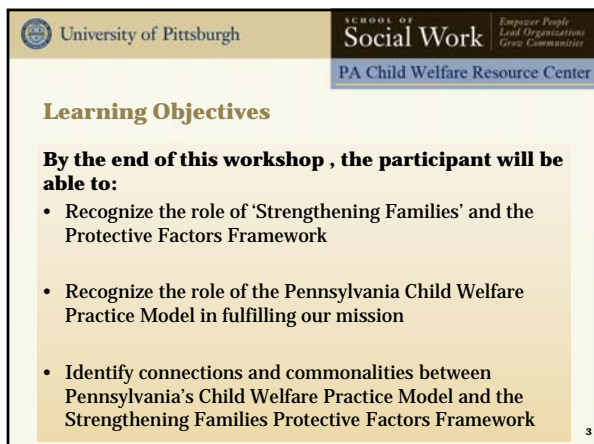 University of Pittsburgh
SCHOOL OF
Social Work
Empower People
Lead Organizations
Grow Communities
PA Child Welfare Resource Center
Learning Objectives
By the end of this workshop , the participant will be
able to:
• Recognize the role of ‘Strengthening Families’ and the
Protective Factors Framework
• Recognize the role of the Pennsylvania Child Welfare
Practice Model in fulfilling our mission
• Identify connections and commonalities between
Pennsylvania’s Child Welfare Practice Model and the
Strengthening Families Protective Factors Framework
3